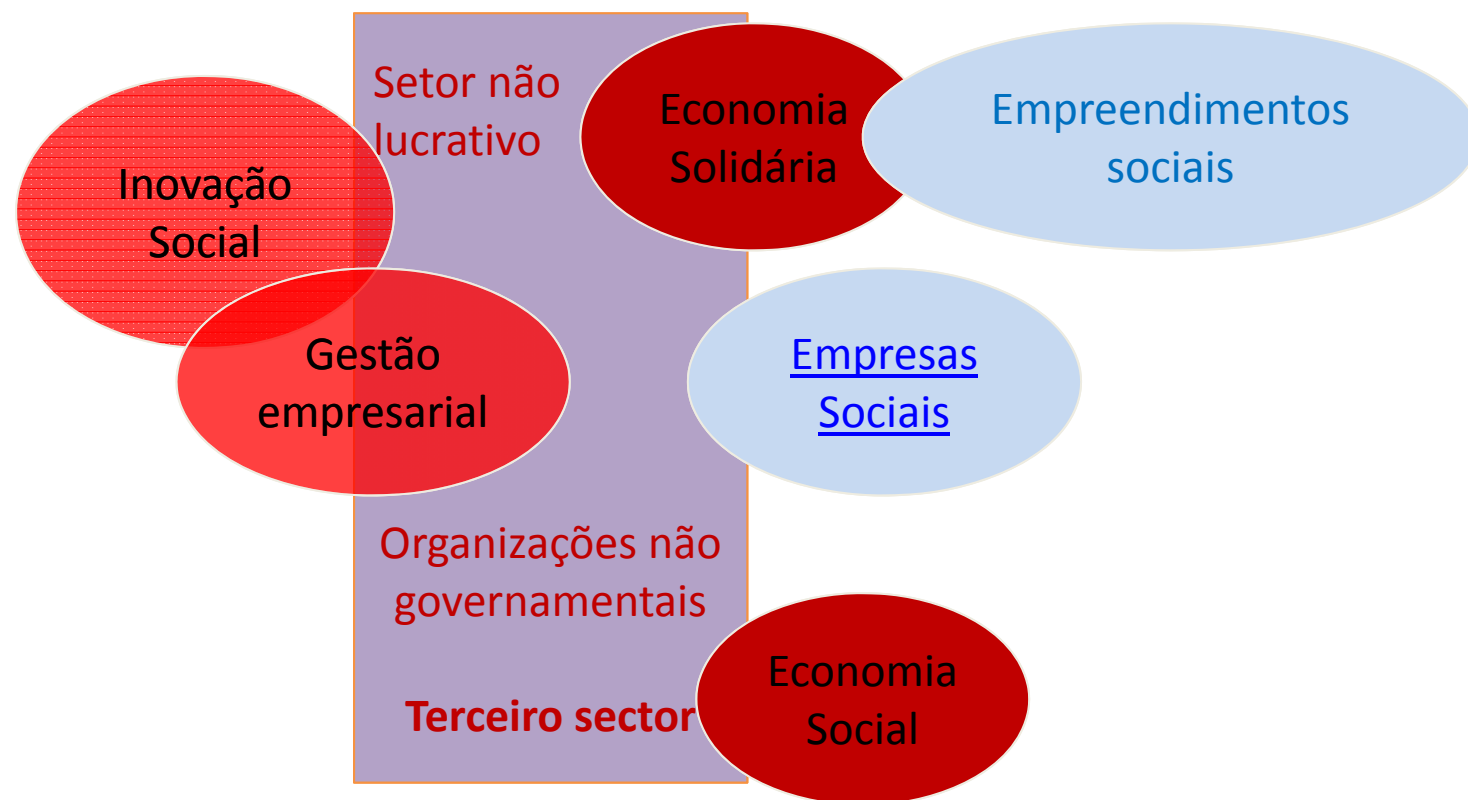 Setor não
lucrativo
Economia
Solidária
Empreendimentos
sociais
Inovação
Social
Gestão
empresarial
Empresas
Sociais
Organizações não
governamentais
Terceiro sector
Economia
Social